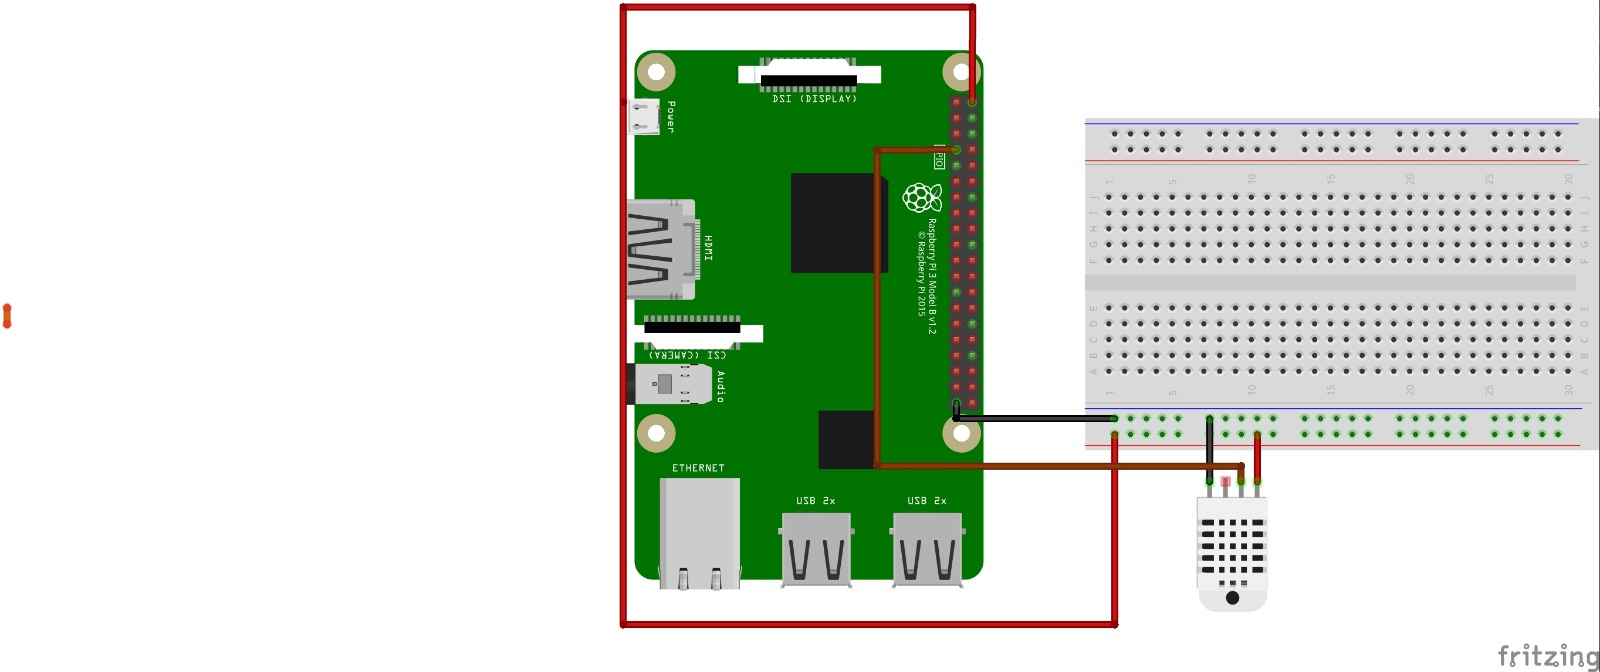 DSI (DISPLAY)
Power
GPIO
HDMI
Raspberry Pi 3 Model B v1.2
© Raspberry Pi 2015
CSI (CAMERA)
Audio
ETHERNET
USB 2x
USB 2x
1 5 10 15 20 25 30
J J
I I
H H
G G
F F
E E
D D
C C
B B
A A
1 5 10 15 20 25 30
fritzing